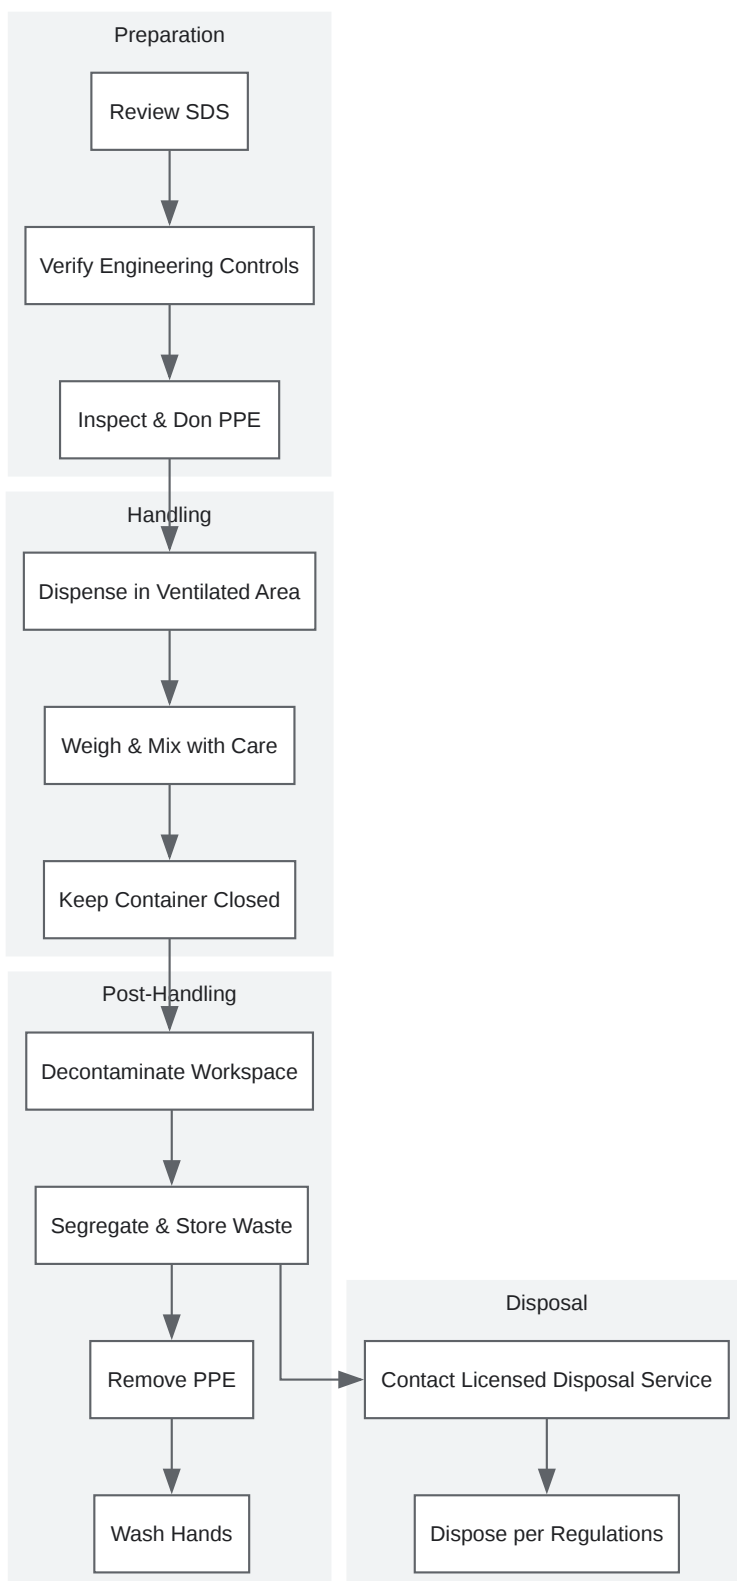 Preparation
Review SDS
Verify Engineering Controls
Inspect & Don PPE
Handling
Dispense in Ventilated Area
Weigh & Mix with Care
Keep Container Closed
Post-Handling
Decontaminate Workspace
Segregate & Store Waste
Remove PPE
Wash Hands
Disposal
Contact Licensed Disposal Service
Dispose per Regulations